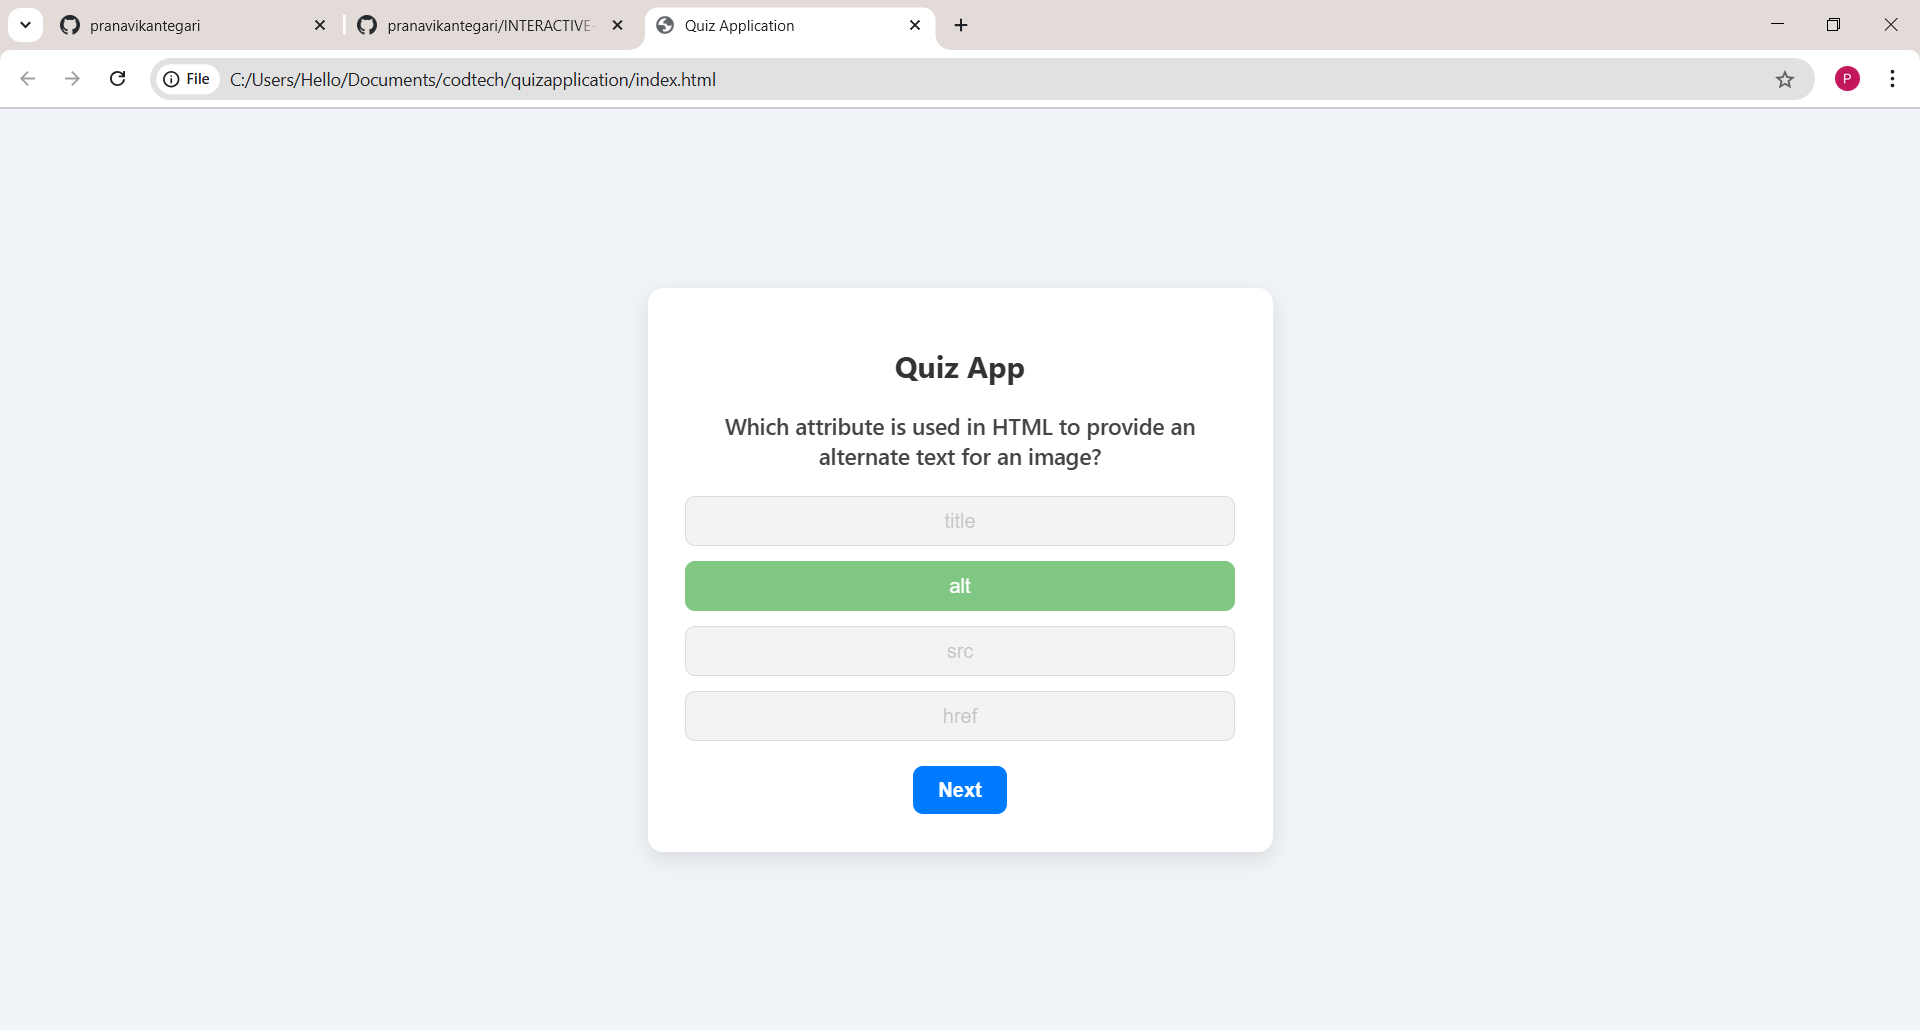 pranavikantegari
pranavikantegari/INTERACTIVE-
Quiz Application
File
C:/Users/Hello/Documents/codtech/quizapplication/index.html
P
Quiz App
Which attribute is used in HTML to provide an
alternate text for an image?
title
alt
src
href
Next